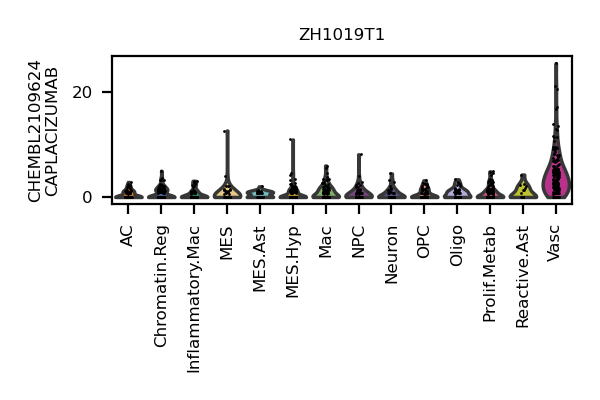 ZH1019T1
CHEMBL2109624
CAPLACIZUMAB
20
0
AC
Chromatin.Reg
Inflammatory.Mac
MES
MES.Ast
MES.Hyp
Mac
NPC
Neuron
OPC
Oligo
Prolif.Metab
Reactive.Ast
Vasc